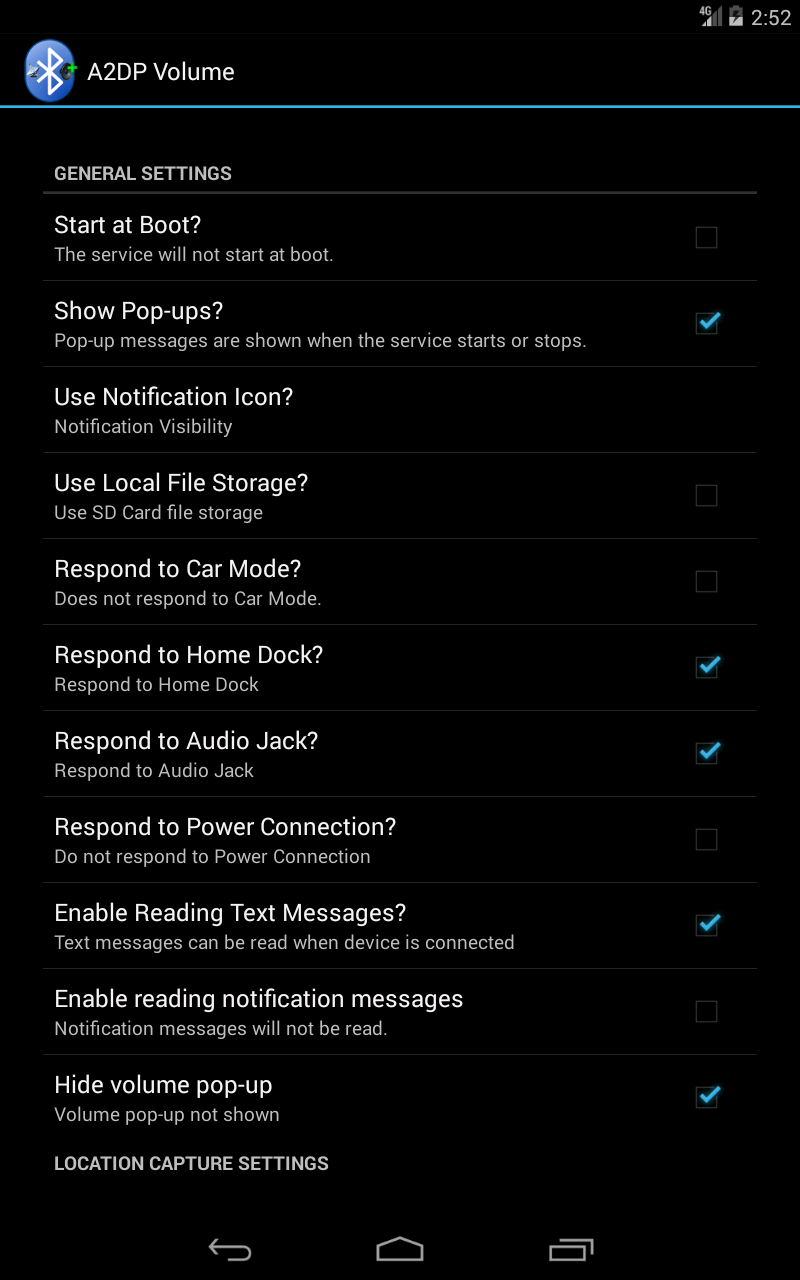 4G 2:52
A2DP Volume
GENERAL SETTINGS
Start at Boot?
The service will not start at boot.
Show Pop-ups?
Pop-up messages are shown when the service starts or stops.
Use Notification Icon?
Notification Visibility
Use Local File Storage?
Use SD Card file storage
Respond to Car Mode?
Does not respond to Car Mode.
Respond to Home Dock?
Respond to Home Dock
Respond to Audio Jack?
Respond to Audio Jack
Respond to Power Connection?
Do not respond to Power Connection
Enable Reading Text Messages?
Text messages can be read when device is connected
Enable reading notification messages
Notification messages will not be read.
Hide volume pop-up
Volume pop-up not shown
LOCATION CAPTURE SETTINGS